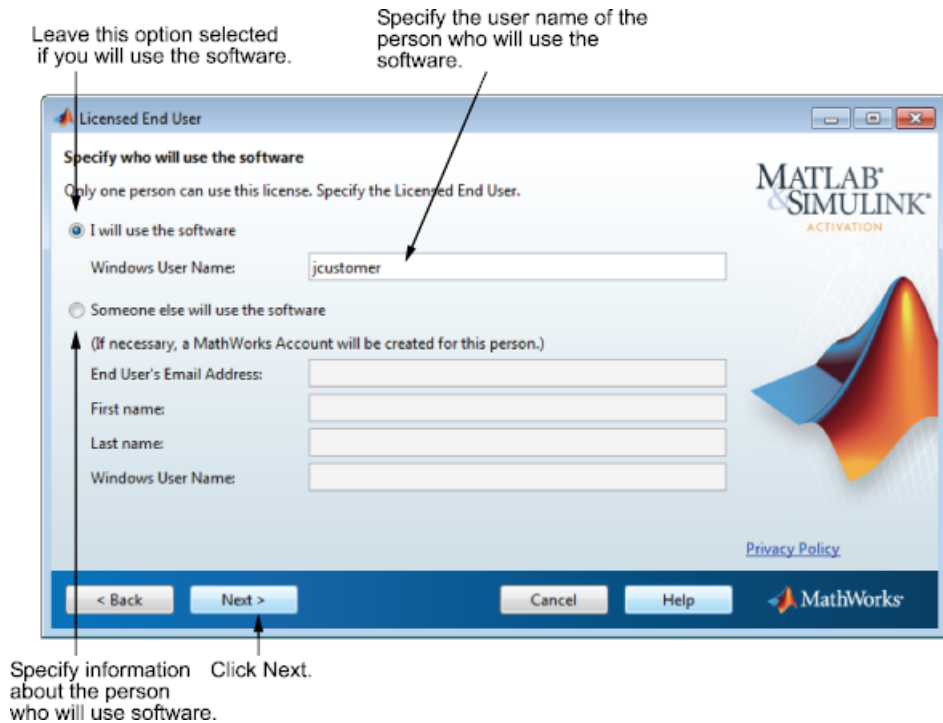 Leave this option selected
if you will use the software.
Specify the user name of the
person who will use the
software.
Licensed End User
Specify who will use the software
Only one person can use this license. Specify the Licensed End User.
MATLAB®
&SIMULINK®
ACTIVATION
I will use the software
Windows User Name:
jcustomer
Someone else will use the software
(If necessary, a MathWorks Account will be created for this person.)
End User's Email Address:
First name:
Last name:
Windows User Name:
Privacy Policy
< Back
Next >
Cancel
Help
MathWorks®
Specify information
about the person
who will use software.
Click Next.